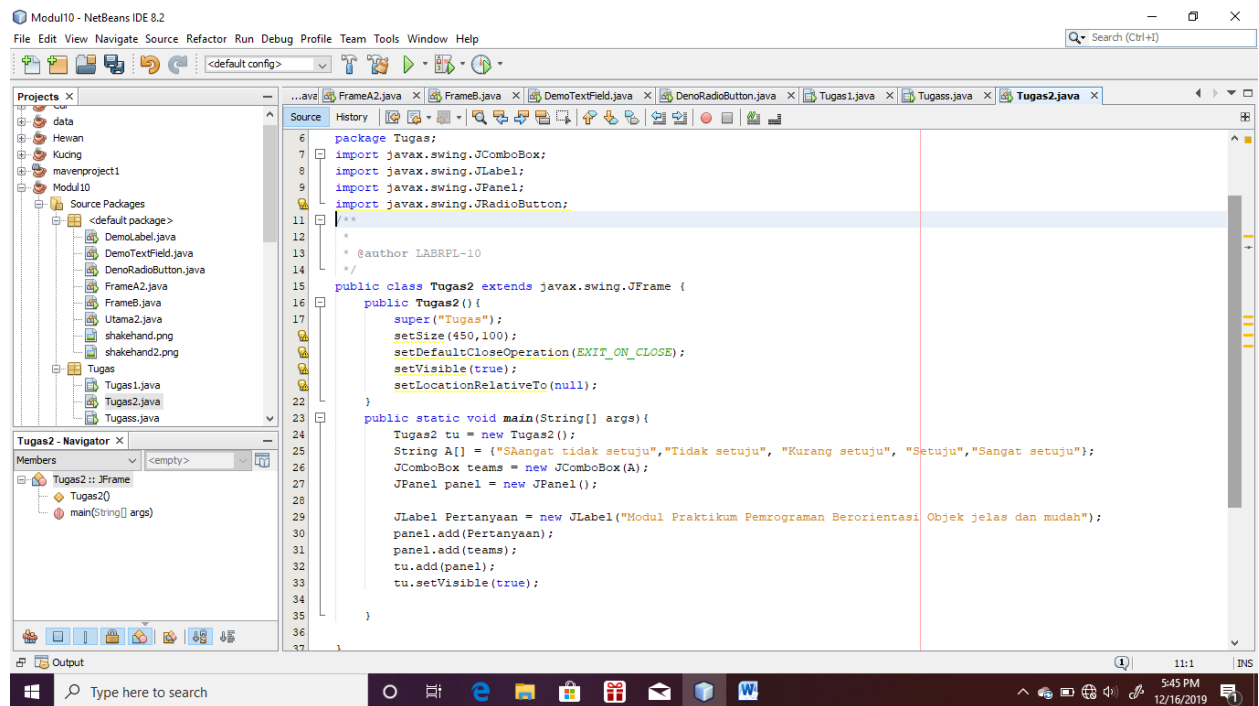 Modul10 - NetBeans IDE 8.2
File Edit View Navigate Source Refactor Run Debug Profile Team Tools Window Help
Search (Ctrl+I)
<default config>
Projects
...ava FrameA2.java FrameB.java DemoTextField.java DenoRadioButton.java Tugas1.java Tugass.java Tugas2.java
Source History
data
Hewan
Kucing
mavenproject1
Modul10
Source Packages
<default package>
DemoLabel.java
DemoTextField.java
DenoRadioButton.java
FrameA2.java
FrameB.java
Utama2.java
shakehand.png
shakehand2.png
Tugas
Tugas1.java
Tugas2.java
Tugass.java
Tugas2 - Navigator
Members <empty>
Tugas2 :: JFrame
Tugas2()
main(String[] args)
6 package Tugas;
7 import javax.swing.JComboBox;
8 import javax.swing.JLabel;
9 import javax.swing.JPanel;
import javax.swing.JRadioButton;
11 /**
12 *
13 * @author LABRPL-10
14 */
15 public class Tugas2 extends javax.swing.JFrame {
16 public Tugas2(){
17 super("Tugas");
setSize(450,100);
setDefaultCloseOperation(EXIT_ON_CLOSE);
setVisible(true);
setLocationRelativeTo(null);
22 }
23 public static void main(String[] args){
24 Tugas2 tu = new Tugas2();
25 String A[] = {"SAangat tidak setuju","Tidak setuju", "Kurang setuju", "Setuju","Sangat setuju"};
26 JComboBox teams = new JComboBox(A);
27 JPanel panel = new JPanel();
28
29 JLabel Pertanyaan = new JLabel("Modul Praktikum Pemrograman Berorientasi Objek jelas dan mudah");
30 panel.add(Pertanyaan);
31 panel.add(teams);
32 tu.add(panel);
33 tu.setVisible(true);
34
35 }
36
37 }
Output
1 11:1 INS
Type here to search
5:45 PM
12/16/2019
1